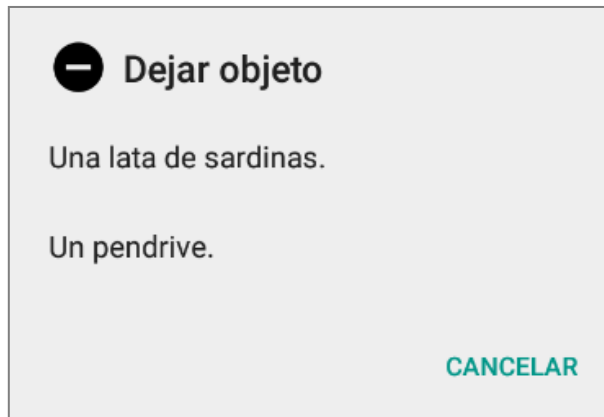 Dejar objeto
Una lata de sardinas.
Un pendrive.
CANCELAR